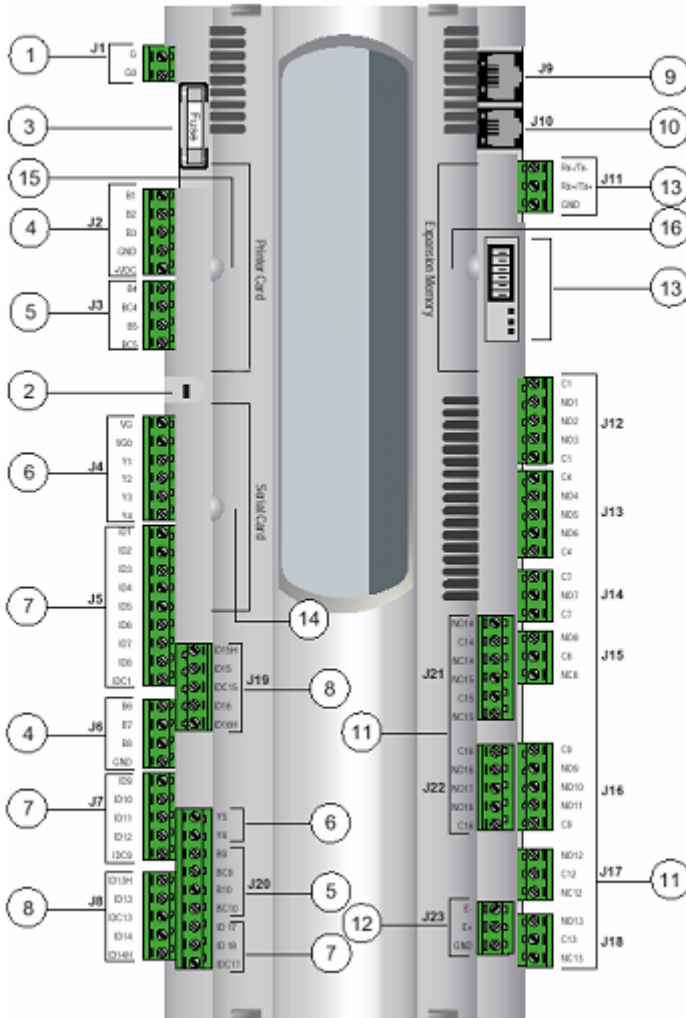 1
J1
G
G0
3
Fuse
15
4
J2
B1
B2
B3
GND
+VDC
5
J3
B4
BC4
B5
BC5
2
6
J4
VG
VG0
Y1
Y2
Y3
Y4
7
J5
ID1
ID2
ID3
ID4
ID5
ID6
ID7
ID8
IDC1
4
J6
B6
B7
B8
GND
7
J7
ID9
ID10
ID11
ID12
IDC9
8
J8
ID13H
ID13
IDC13
ID14
ID14H
Printer Card
Serial Card
14
J19
ID15H
ID15
IDC15
ID16
ID16H
8
Y5
Y6
6
J20
B9
BC9
B10
BC10
5
ID 17
ID 18
IDC17
7
Expansion Memory
J9
9
J10
10
J11
Rx-/Tx-
Rx+/Tx+
GND
13
16
13
C1
NO1
NO2
NO3
C1
J12
C4
NO4
NO5
NO6
C4
J13
C7
NO7
C7
J14
NO8
C8
NC8
J15
J21
NO14
C14
NC14
NO15
C15
NC15
11
J22
C16
NO16
NO17
NO18
C16
C9
NO9
NO10
NO11
C9
J16
NO12
C12
NC12
J17
11
NO13
C13
NC13
J18
12
J23
E-
E+
GND